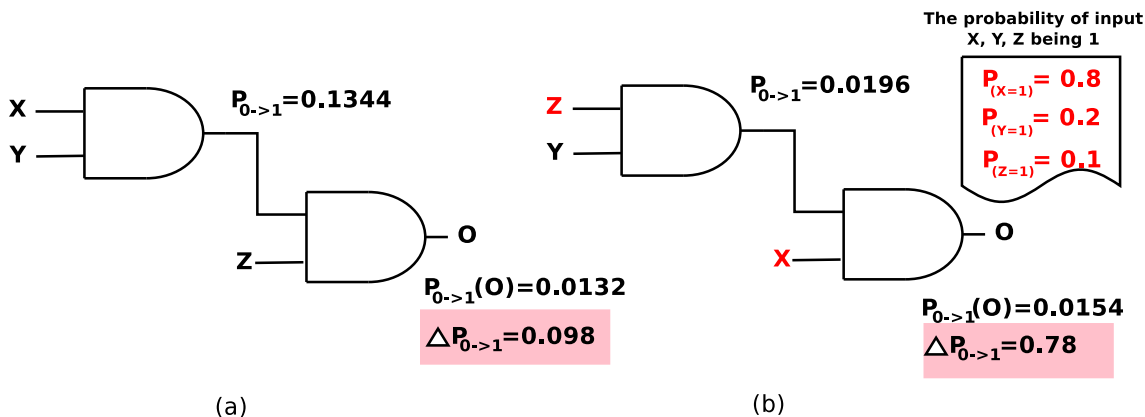 The probability of input
X, Y, Z being 1
P(X=1)= 0.8
P(Y=1)= 0.2
P(Z=1)= 0.1
X
Y
P0->1=0.1344
Z
O
P0->1(O)=0.0132
△P0->1=0.098
(a)
Z
Y
P0->1=0.0196
X
O
P0->1(O)=0.0154
△P0->1=0.78
(b)